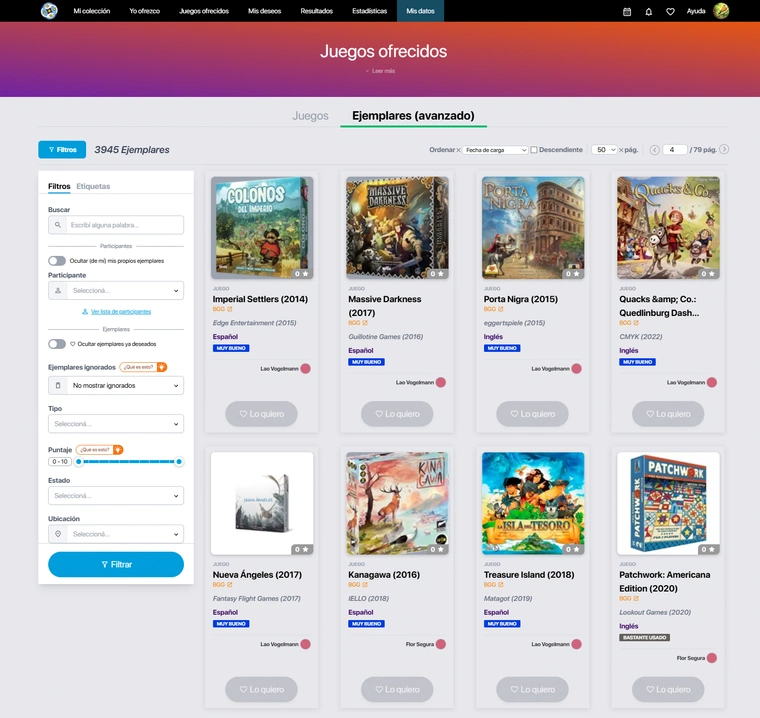 Mi colección Yo ofrezco Juegos ofrecidos Mis deseos Resultados Estadísticas Mis datos Ayuda
Juegos ofrecidos
Leer más
Juegos Ejemplares (avanzado)
Filtros 3945 Ejemplares Ordenar × Fecha de carga Descendiente 50 × pág. 4 / 79 pág.
Filtros Etiquetas
Buscar
Escribí alguna palabra...
Participantes
Ocultar (de mi) mis propios ejemplares
Participante
Seleccioná...
Ver lista de participantes
Ejemplares
Ocultar ejemplares ya deseados
Ejemplares ignorados ¿Qué es esto?
No mostrar ignorados
Tipo
Seleccioná...
Puntaje ¿Qué es esto?
0 - 10
Estado
Seleccioná...
Ubicación
Seleccioná...
Filtrar
COLONOS
DEL IMPERIO
0
JUEGO
Imperial Settlers (2014)
BGG
Edge Entertainment (2015)
Español
MUY BUENO
Lao Vogelmann
Lo quiero
MASSIVE
DARKNESS
0
JUEGO
Massive Darkness
(2017)
BGG
Guillotine Games (2016)
Español
MUY BUENO
Lao Vogelmann
Lo quiero
PORTA
NIGRA
0
JUEGO
Porta Nigra (2015)
BGG
eggertspiele (2015)
Inglés
MUY BUENO
Lao Vogelmann
Lo quiero
Quacks & Co.
0
JUEGO
Quacks &amp; Co.:
Quedlinburg Dash...
BGG
CMYK (2022)
Inglés
MUY BUENO
Lao Vogelmann
Lo quiero
0
JUEGO
Nueva Ángeles (2017)
BGG
Fantasy Flight Games (2017)
Español
MUY BUENO
Lao Vogelmann
Lo quiero
KANA
GAWA
0
JUEGO
Kanagawa (2016)
BGG
IELLO (2018)
Español
MUY BUENO
Flor Segura
Lo quiero
LA ISLA DEL TESORO
0
JUEGO
Treasure Island (2018)
BGG
Matagot (2019)
Español
MUY BUENO
Lao Vogelmann
Lo quiero
PATCHWORK
0
JUEGO
Patchwork: Americana
Edition (2020)
BGG
Lookout Games (2020)
Inglés
BASTANTE USADO
Flor Segura
Lo quiero